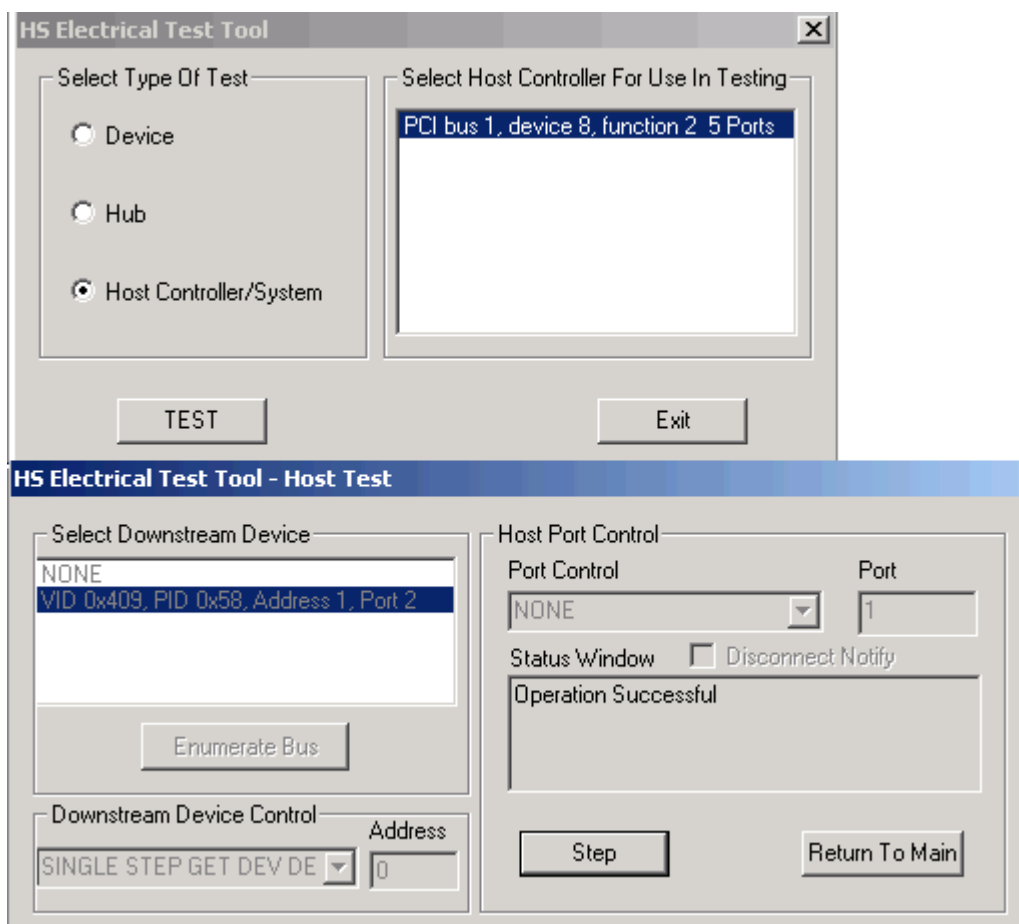 HS Electrical Test Tool
Select Type Of Test
Device
Hub
Host Controller/System
Select Host Controller For Use In Testing
PCI bus 1, device 8, function 2 5 Ports
TEST
Exit
HS Electrical Test Tool - Host Test
Select Downstream Device
NONE
VID 0x409, PID 0x58, Address 1, Port 2
Enumerate Bus
Downstream Device Control
Address
SINGLE STEP GET DEV DE
0
Host Port Control
Port Control
Port
NONE
1
Status Window
Disconnect Notify
Operation Successful
Step
Return To Main